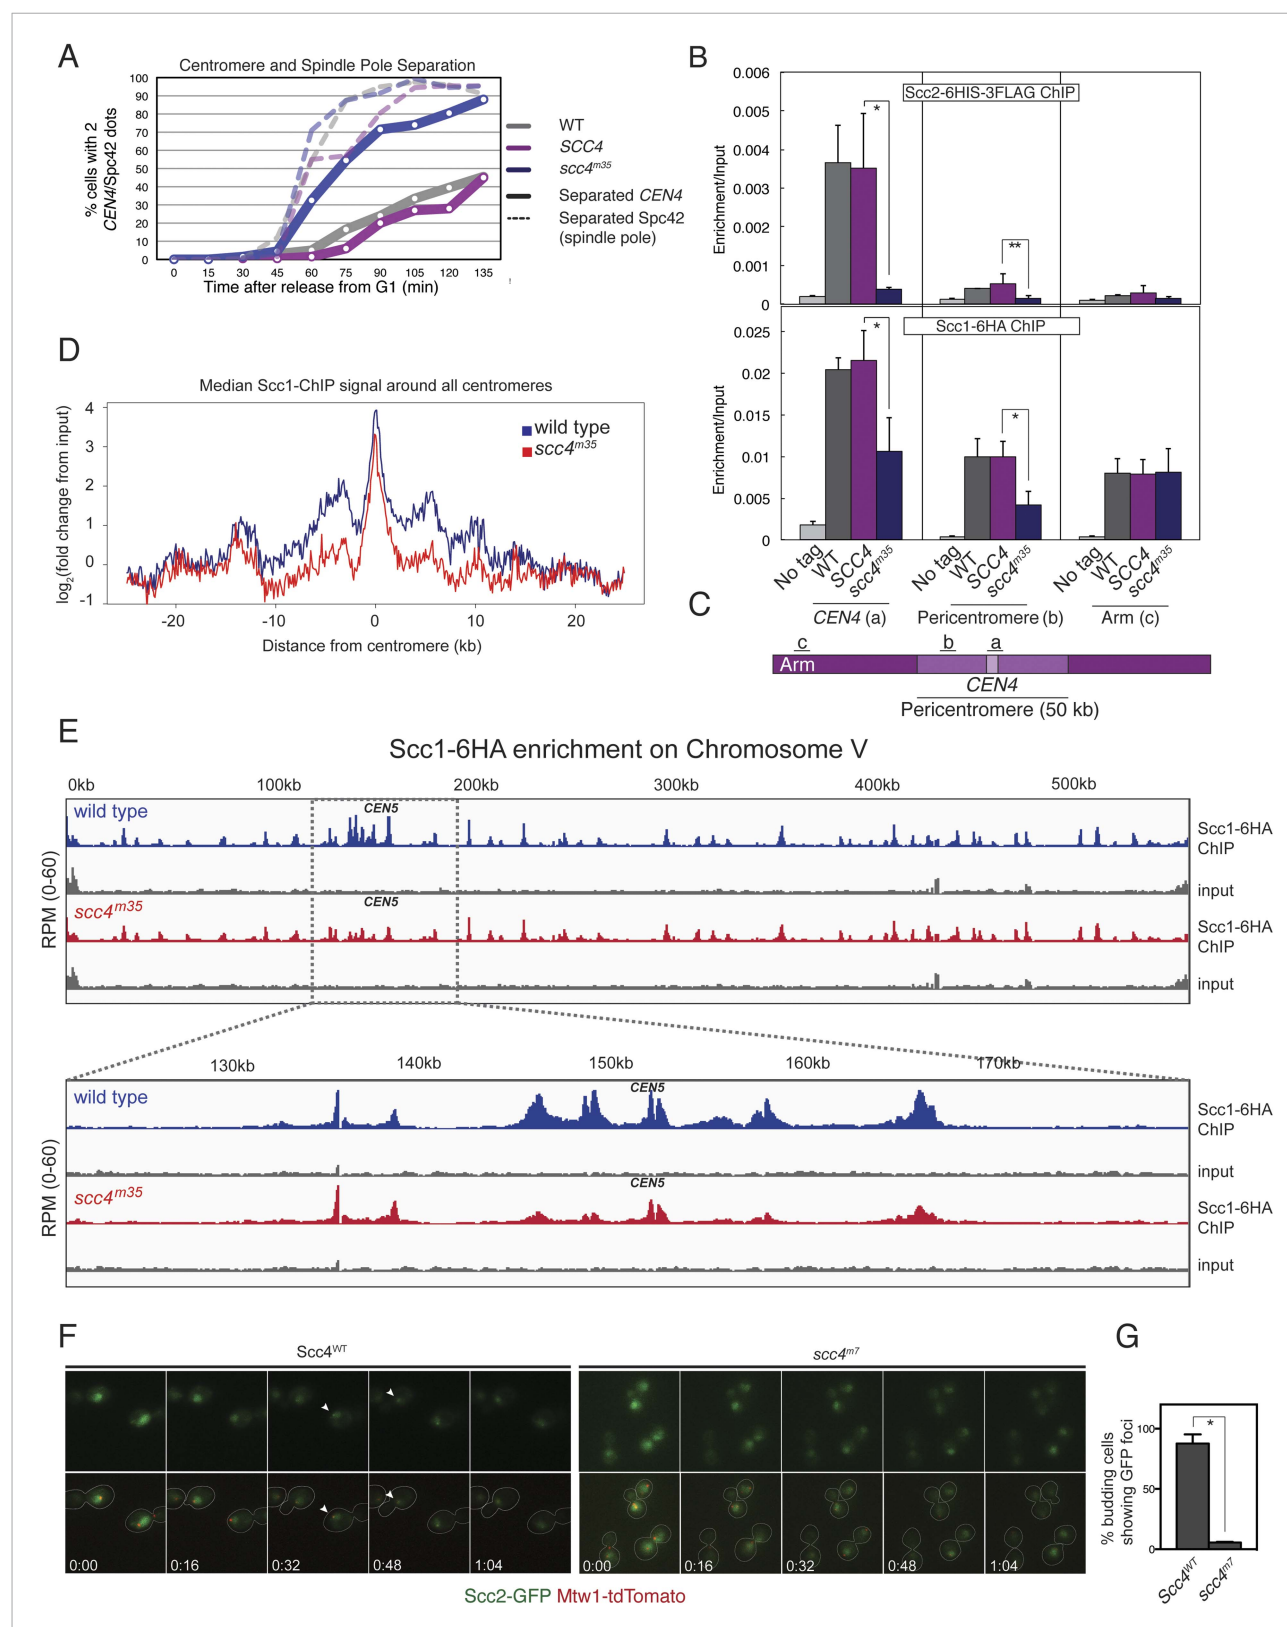 A
Centromere and Spindle Pole Separation
% cells with 2
CEN4/Spc42 dots
100
90
80
70
60
50
40
30
20
10
0
0 15 30 45 60 75 90 105 120 135
Time after release from G1 (min)
WT
SCC4
scc4m35
Separated CEN4
Separated Spc42
(spindle pole)
B
Scc2-6HIS-3FLAG ChIP
Enrichment/Input
0.006
0.005
0.004
0.003
0.002
0.001
0
*
**
Scc1-6HA ChIP
Enrichment/Input
0.025
0.02
0.015
0.01
0.005
0
*
*
No tag WT SCC4 scc4m35 No tag WT SCC4 scc4m35 No tag WT SCC4 scc4m35
CEN4 (a) Pericentromere (b) Arm (c)
C
c b a
Arm
CEN4
Pericentromere (50 kb)
D
Median Scc1-ChIP signal around all centromeres
log2(fold change from input)
4
3
2
1
0
-1
wild type
scc4m35
-20 -10 0 10 20
Distance from centromere (kb)
E
Scc1-6HA enrichment on Chromosome V
0kb 100kb 200kb 300kb 400kb 500kb
RPM (0-60)
wild type CEN5
Scc1-6HA
ChIP
input
scc4m35 CEN5
Scc1-6HA
ChIP
input
130kb 140kb 150kb 160kb 170kb
RPM (0-60)
wild type CEN5
Scc1-6HA
ChIP
input
scc4m35 CEN5
Scc1-6HA
ChIP
input
F
Scc4WT scc4m7
0:00 0:16 0:32 0:48 1:04 0:00 0:16 0:32 0:48 1:04
Scc2-GFP Mtw1-tdTomato
G
% budding cells
showing GFP foci
100
50
0
*
Scc4WT scc4m7